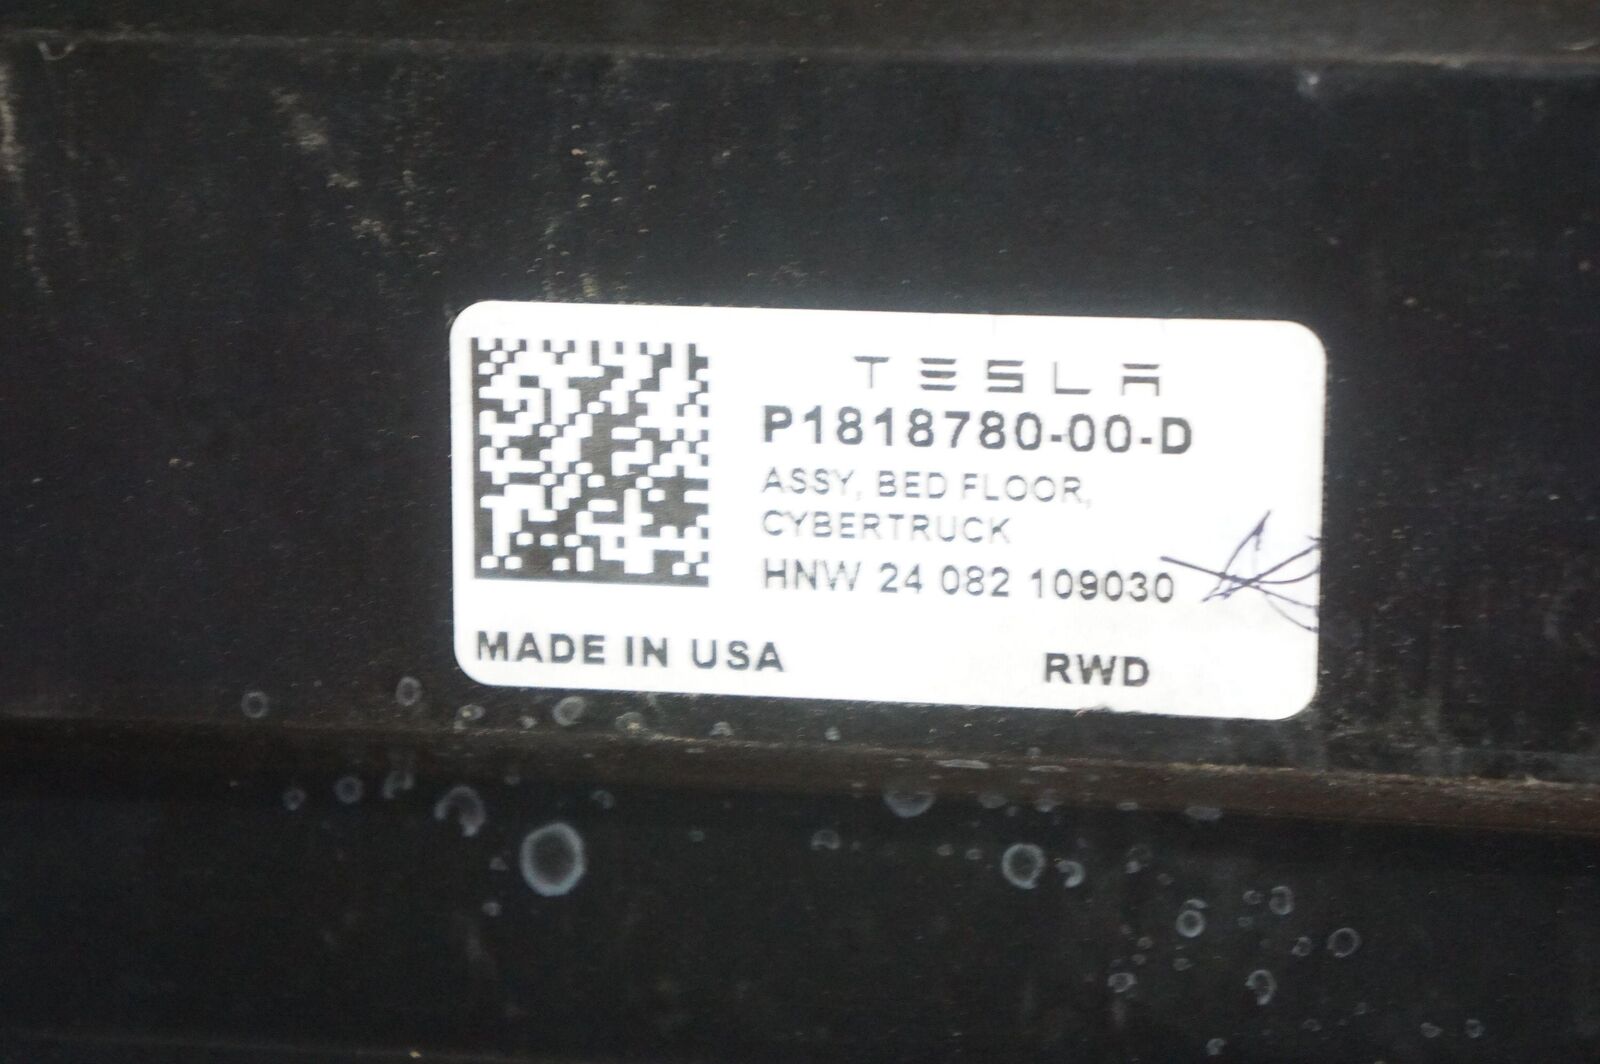 TESLA
P1818780-00-D
ASSY, BED FLOOR,
CYBERTRUCK
HNW 24 082 109030
MADE IN USA RWD